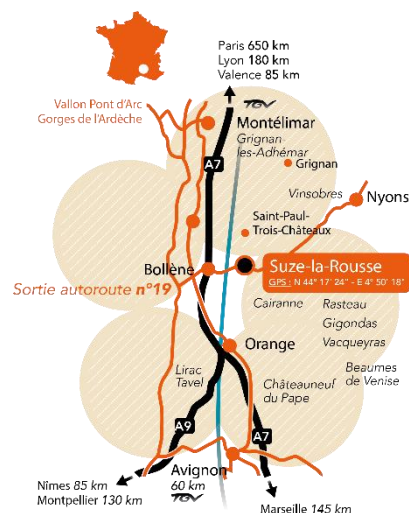 Paris 650 km
Lyon 180 km
Valence 85 km
TGV
Vallon Pont d'Arc
Gorges de l'Ardèche
Montélimar
Grignan-
les-Adhémar
A7
Grignan
Vinsobres
Nyons
Saint-Paul-
Trois-Châteaux
Bollène
Suze-la-Rousse
GPS : N 44° 17' 24" - E 4° 50' 18"
Sortie autoroute n°19
Cairanne
Rasteau
Gigondas
Vacqueyras
Orange
Beaumes
de Venise
Lirac
Tavel
Châteauneuf
du Pape
A9
A7
Avignon
60 km
TGV
Nîmes 85 km
Montpellier 130 km
Marseille 145 km